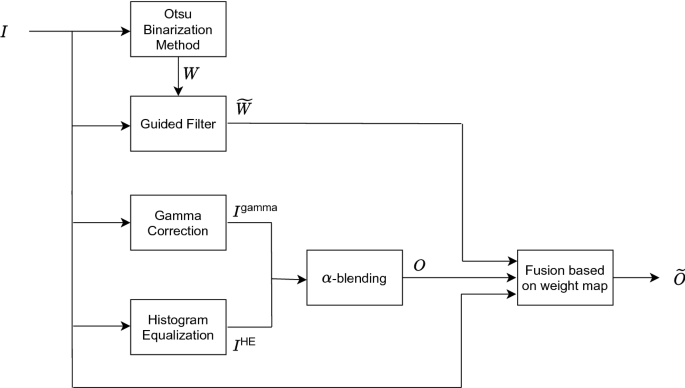 I
Otsu
Binarization
Method
W
Guided Filter
W̃
Gamma
Correction
I^gamma
α-blending
O
Fusion based
on weight map
Õ
Histogram
Equalization
I^HE